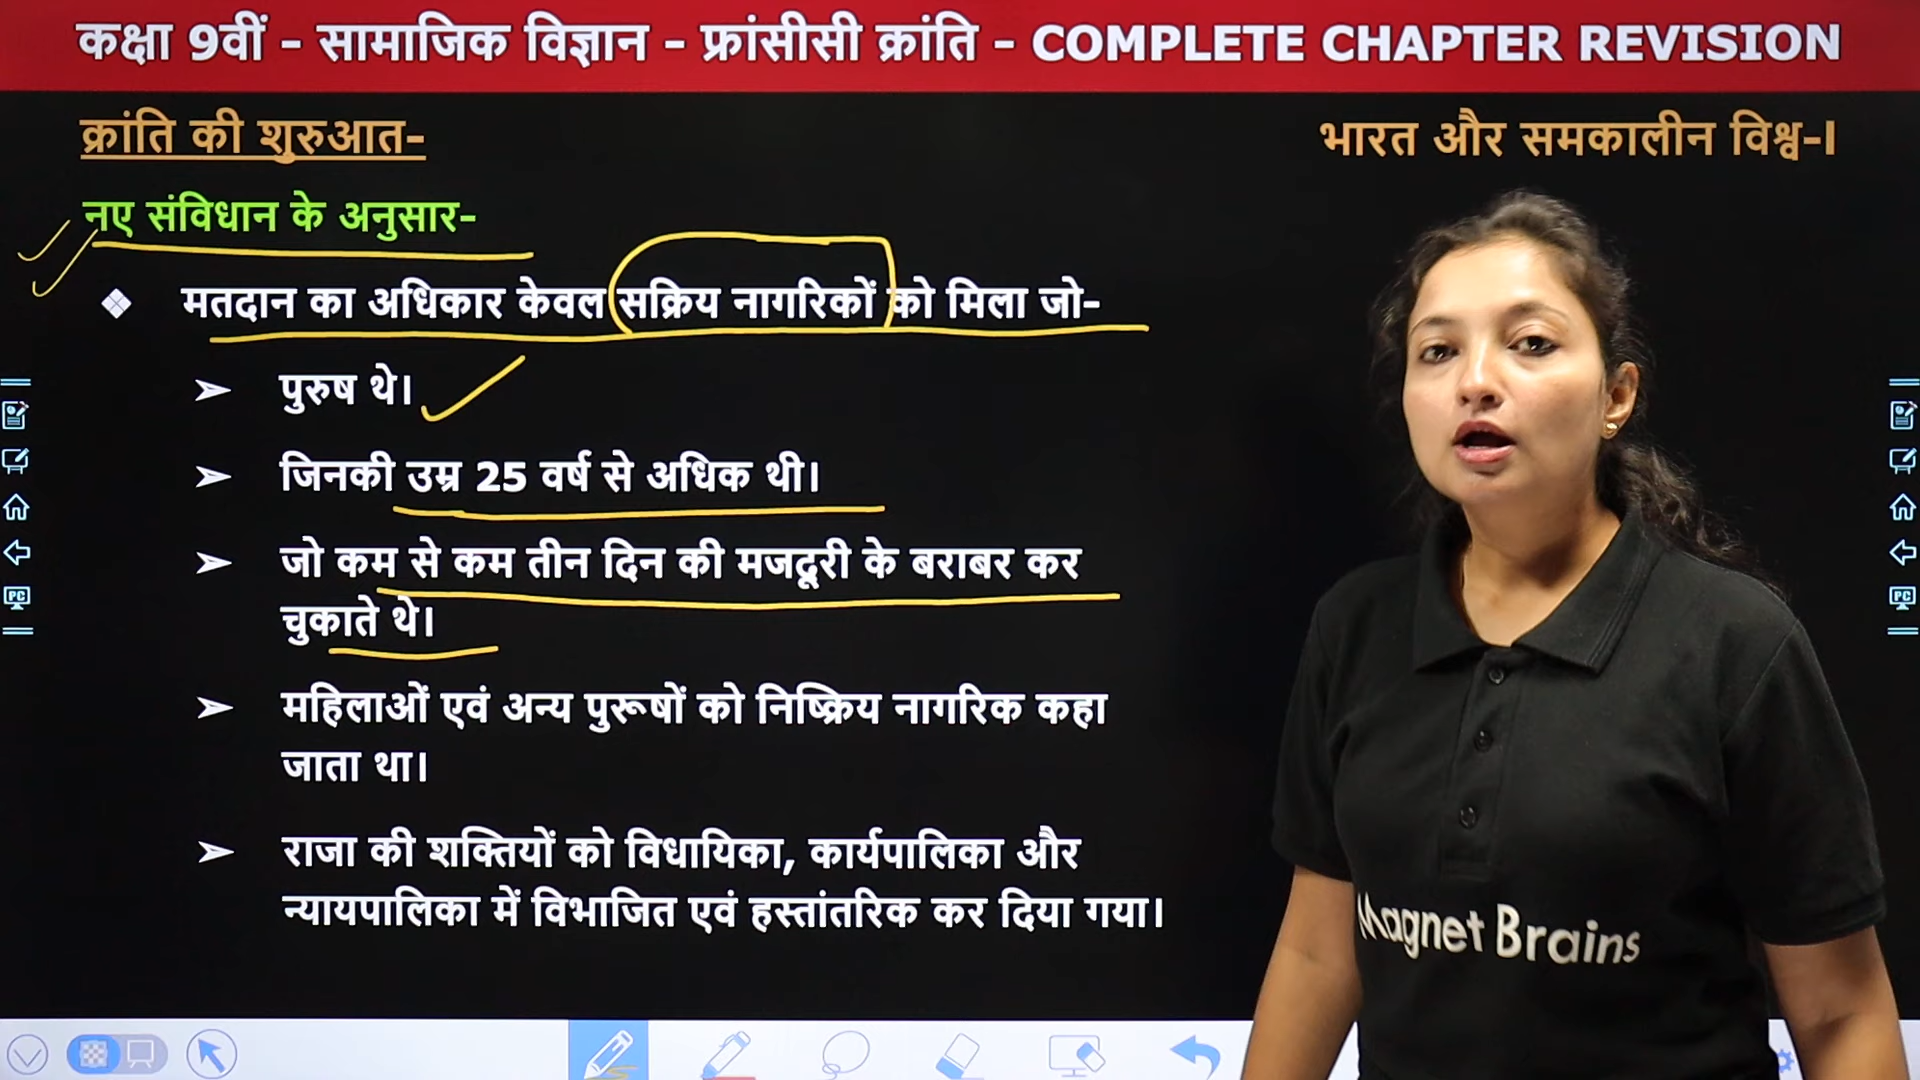 कक्षा 9वीं - सामाजिक विज्ञान - फ्रांसीसी क्रांति - COMPLETE CHAPTER REVISION
क्रांति की शुरुआत-
भारत और समकालीन विश्व-I
नए संविधान के अनुसार-
❖ मतदान का अधिकार केवल सक्रिय नागरिकों को मिला जो-
➢ पुरुष थे।
➢ जिनकी उम्र 25 वर्ष से अधिक थी।
➢ जो कम से कम तीन दिन की मजदूरी के बराबर कर
चुकाते थे।
➢ महिलाओं एवं अन्य पुरूषों को निष्क्रिय नागरिक कहा
जाता था।
➢ राजा की शक्तियों को विधायिका, कार्यपालिका और
न्यायपालिका में विभाजित एवं हस्तांतरिक कर दिया गया।
Magnet Brains
PC
PC